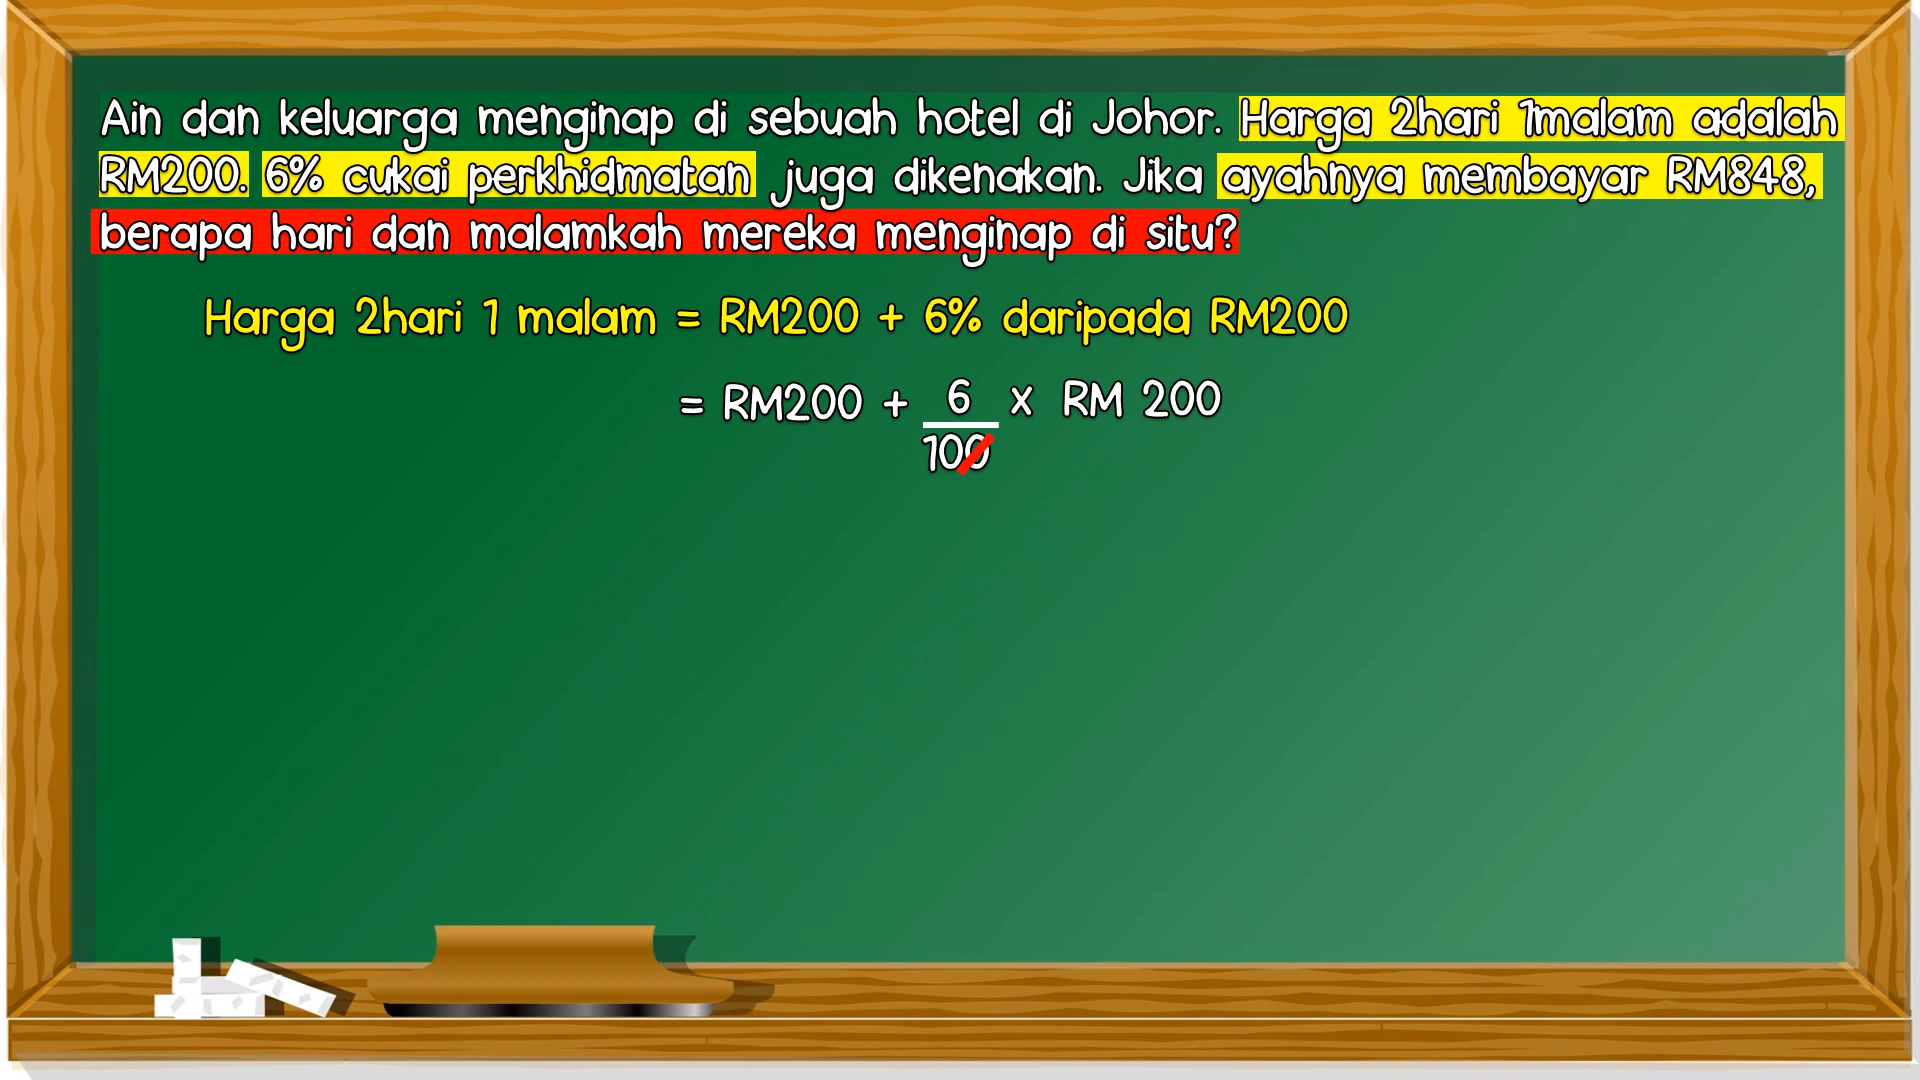 Ain dan keluarga menginap di sebuah hotel di Johor. Harga 2hari 1malam adalah
RM200. 6% cukai perkhidmatan juga dikenakan. Jika ayahnya membayar RM848,
berapa hari dan malamkah mereka menginap di situ?
Harga 2hari 1 malam = RM200 + 6% daripada RM200
= RM200 + 6/100 x RM 200